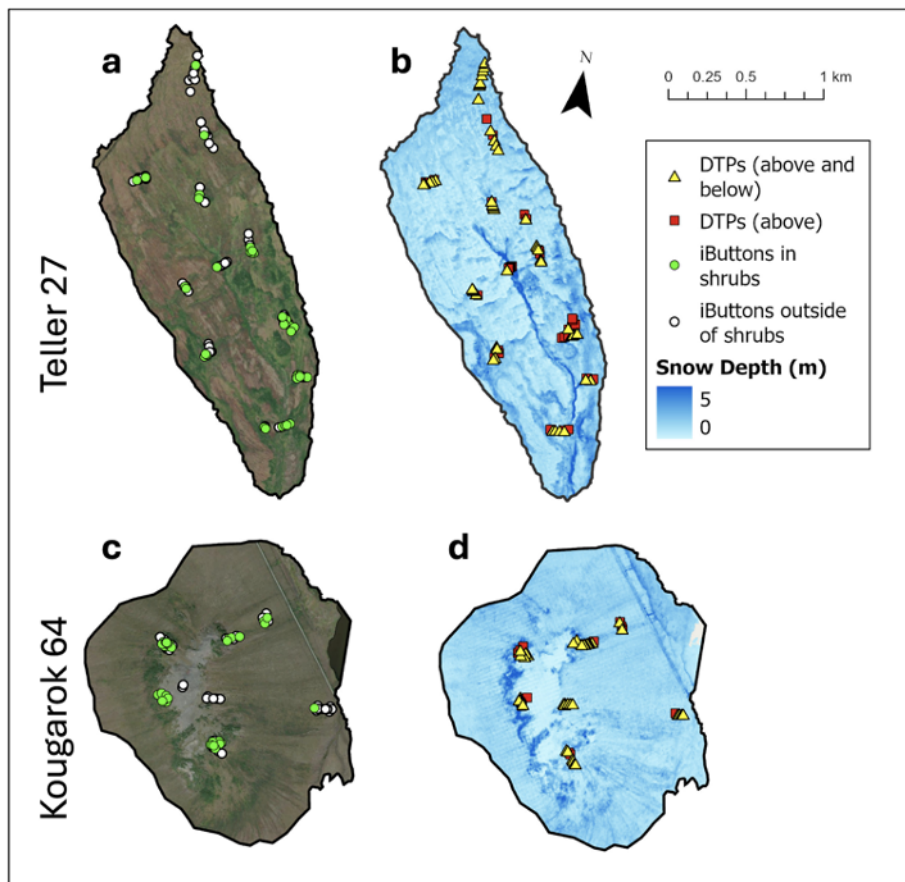 a
b
N
0 0.25 0.5 1 km
DTPs (above and
below)
DTPs (above)
iButtons in
shrubs
iButtons outside
of shrubs
Snow Depth (m)
5
0
Teller 27
c
d
Kougarok 64